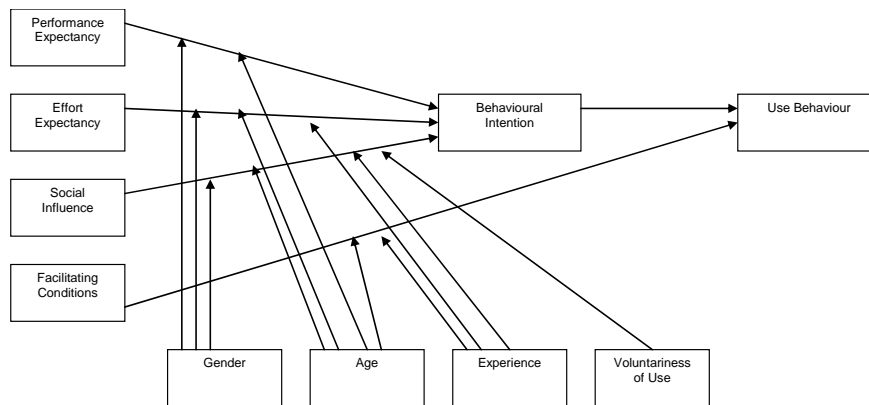 Performance
Expectancy
Effort
Expectancy
Behavioural
Intention
Use Behaviour
Social
Influence
Facilitating
Conditions
Gender
Age
Experience
Voluntariness
of Use